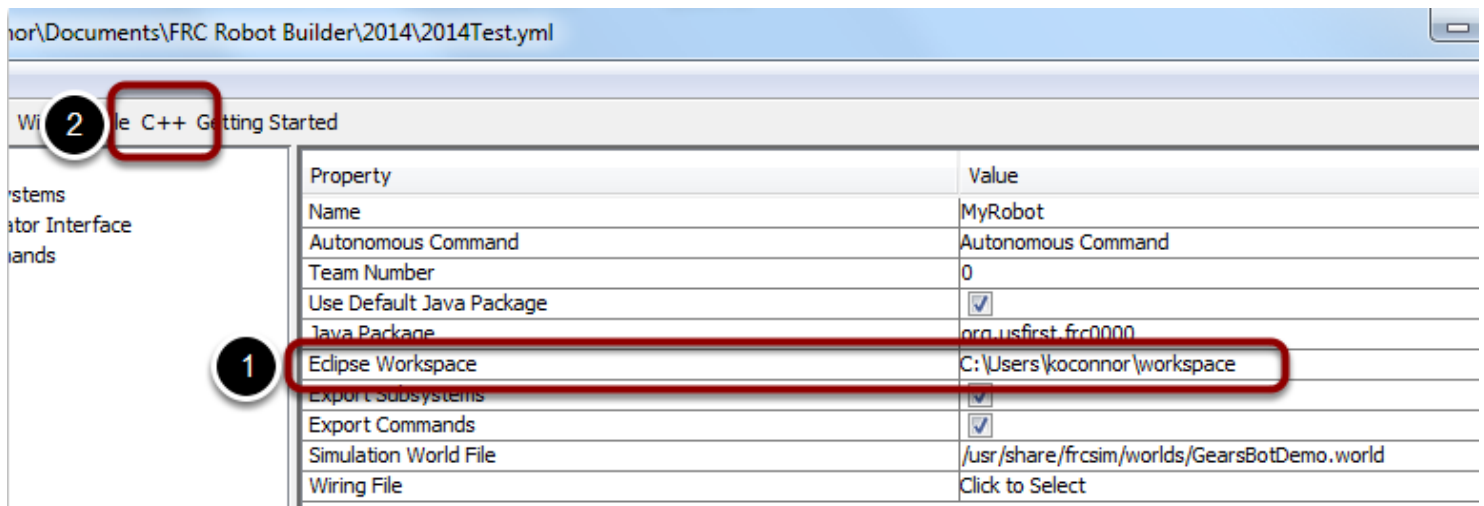 nor\Documents\FRC Robot Builder\2014\2014Test.yml
2 C++ Getting Started
Property Value
ystems
Name MyRobot
ator Interface
Autonomous Command Autonomous Command
ands
Team Number 0
Use Default Java Package
Java Package org.usfirst.frc0000
1 Eclipse Workspace C:\Users\koconnor\workspace
Export Subsystems
Export Commands
Simulation World File /usr/share/frcsim/worlds/GearsBotDemo.world
Wiring File Click to Select